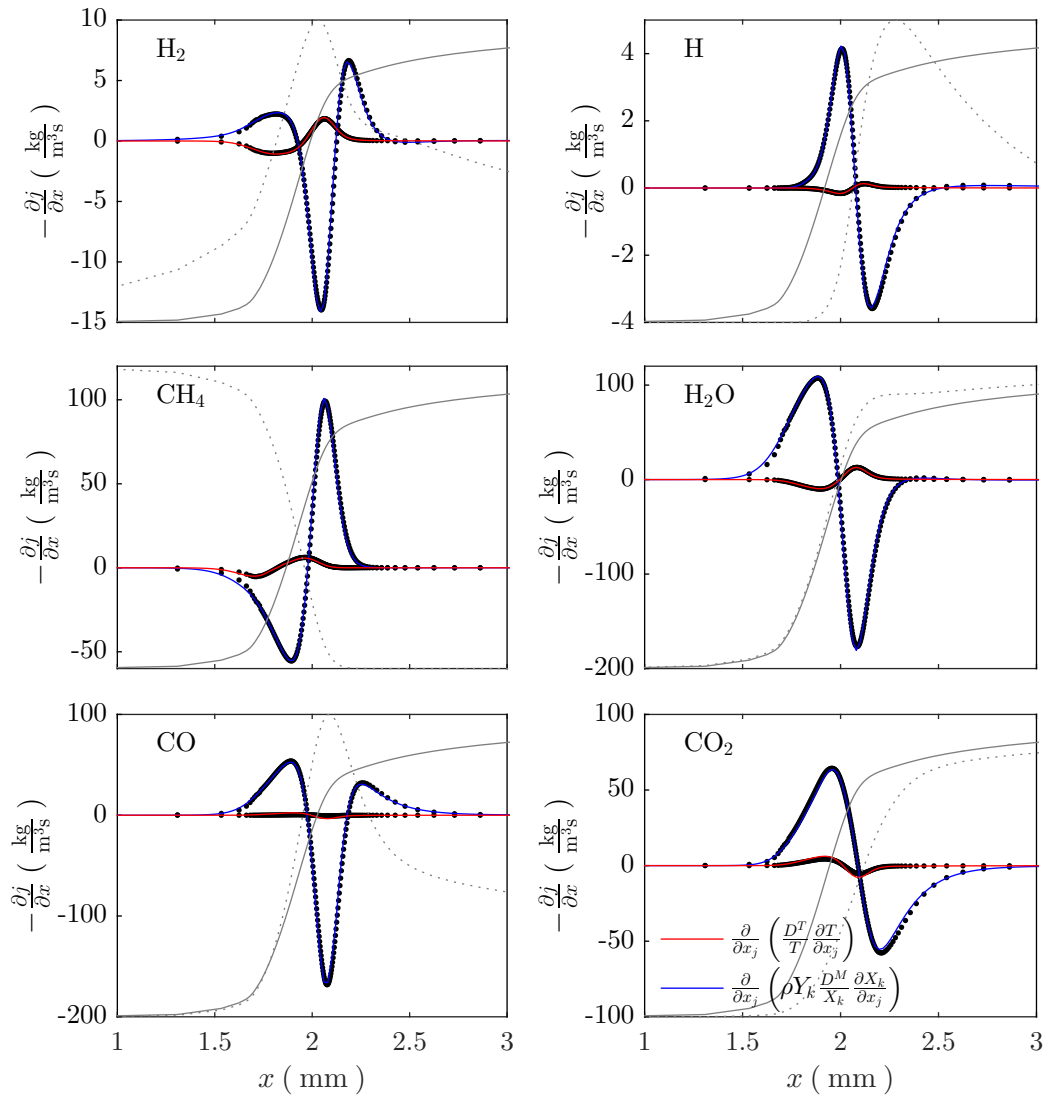 H₂
10
5
0
-5
-10
-15
−∂j/∂x ( kg/m³s )
H
4
2
0
-2
-4
−∂j/∂x ( kg/m³s )
CH₄
100
50
0
-50
−∂j/∂x ( kg/m³s )
H₂O
100
0
-100
-200
−∂j/∂x ( kg/m³s )
CO
100
0
-100
-200
−∂j/∂x ( kg/m³s )
1 1.5 2 2.5 3
x ( mm )
CO₂
100
50
0
-50
-100
−∂j/∂x ( kg/m³s )
∂/∂xⱼ (Dᵀ/T ∂T/∂xⱼ)
∂/∂xⱼ (ρYₖ Dᴹ/Xₖ ∂Xₖ/∂xⱼ)
1 1.5 2 2.5 3
x ( mm )